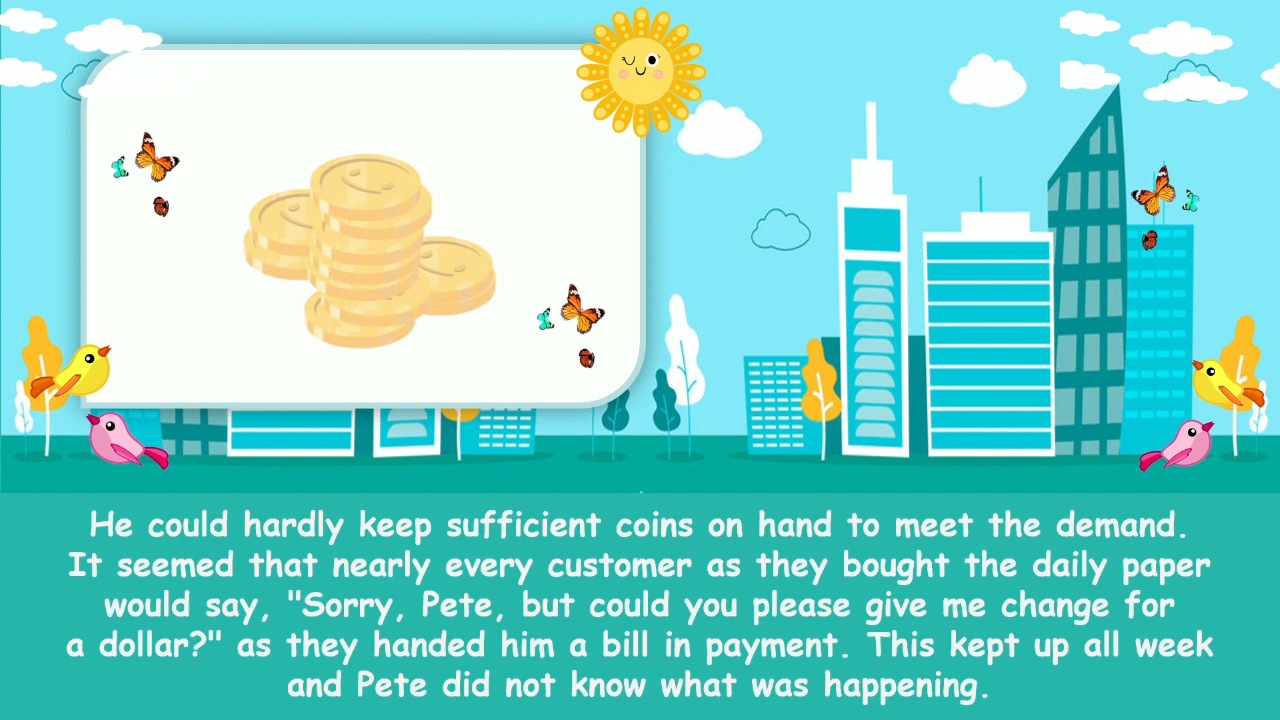 He could hardly keep sufficient coins on hand to meet the demand.
It seemed that nearly every customer as they bought the daily paper
would say, "Sorry, Pete, but could you please give me change for
a dollar?" as they handed him a bill in payment. This kept up all week
and Pete did not know what was happening.